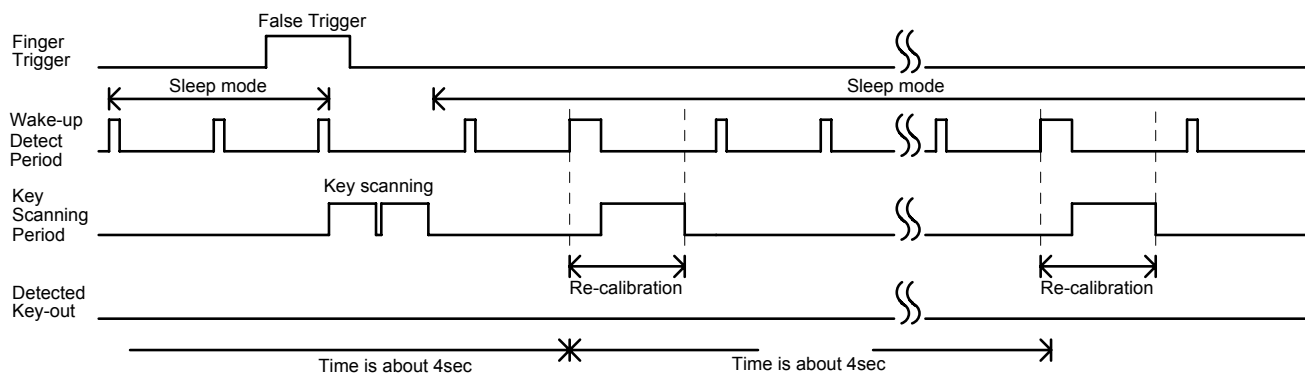 False Trigger
Finger
Trigger
Sleep mode
Sleep mode
Wake-up
Detect
Period
Key scanning
Key
Scanning
Period
Re-calibration
Re-calibration
Detected
Key-out
Time is about 4sec
Time is about 4sec